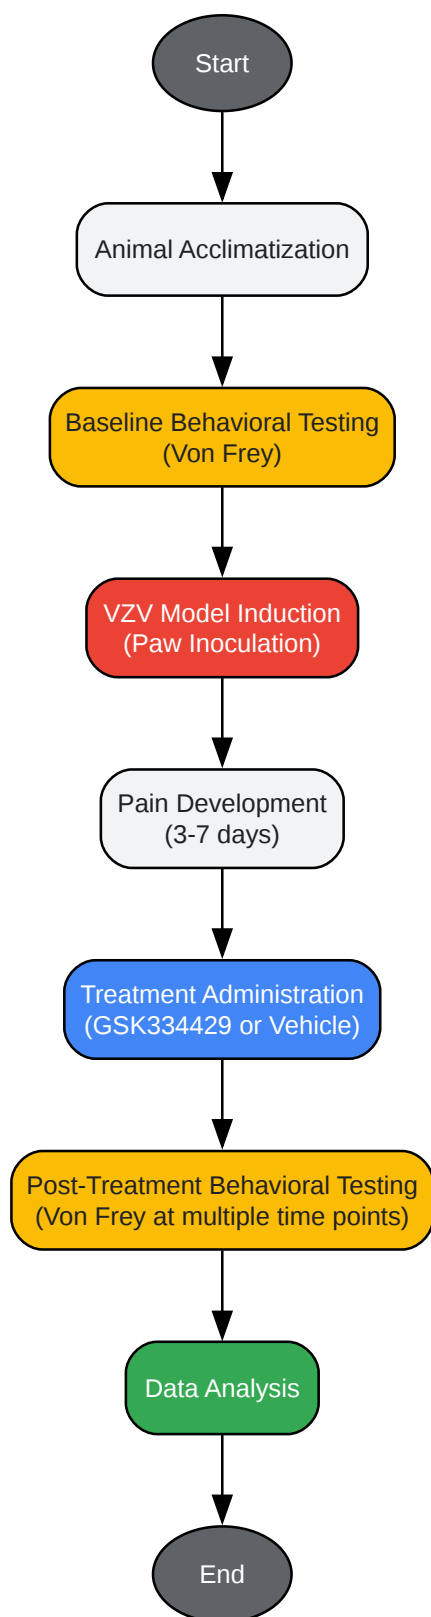 Start
Animal Acclimatization
Baseline Behavioral Testing
(Von Frey)
VZV Model Induction
(Paw Inoculation)
Pain Development
(3-7 days)
Treatment Administration
(GSK334429 or Vehicle)
Post-Treatment Behavioral Testing
(Von Frey at multiple time points)
Data Analysis
End